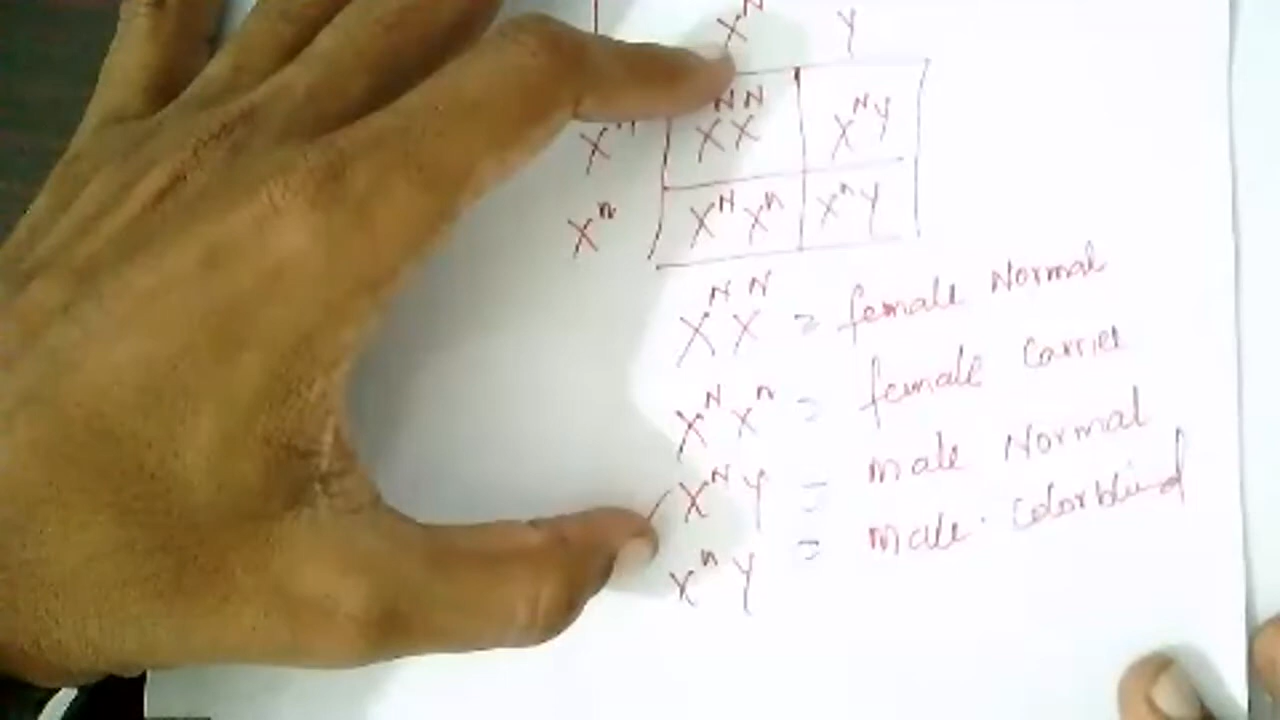 X^N Y
X^N X^N X^N Y
X^n X^N X^n X^n Y
X^N X^N = female Normal
X^N X^n = female Carrier
X^N Y = male Normal
X^n Y = male. Colorblind